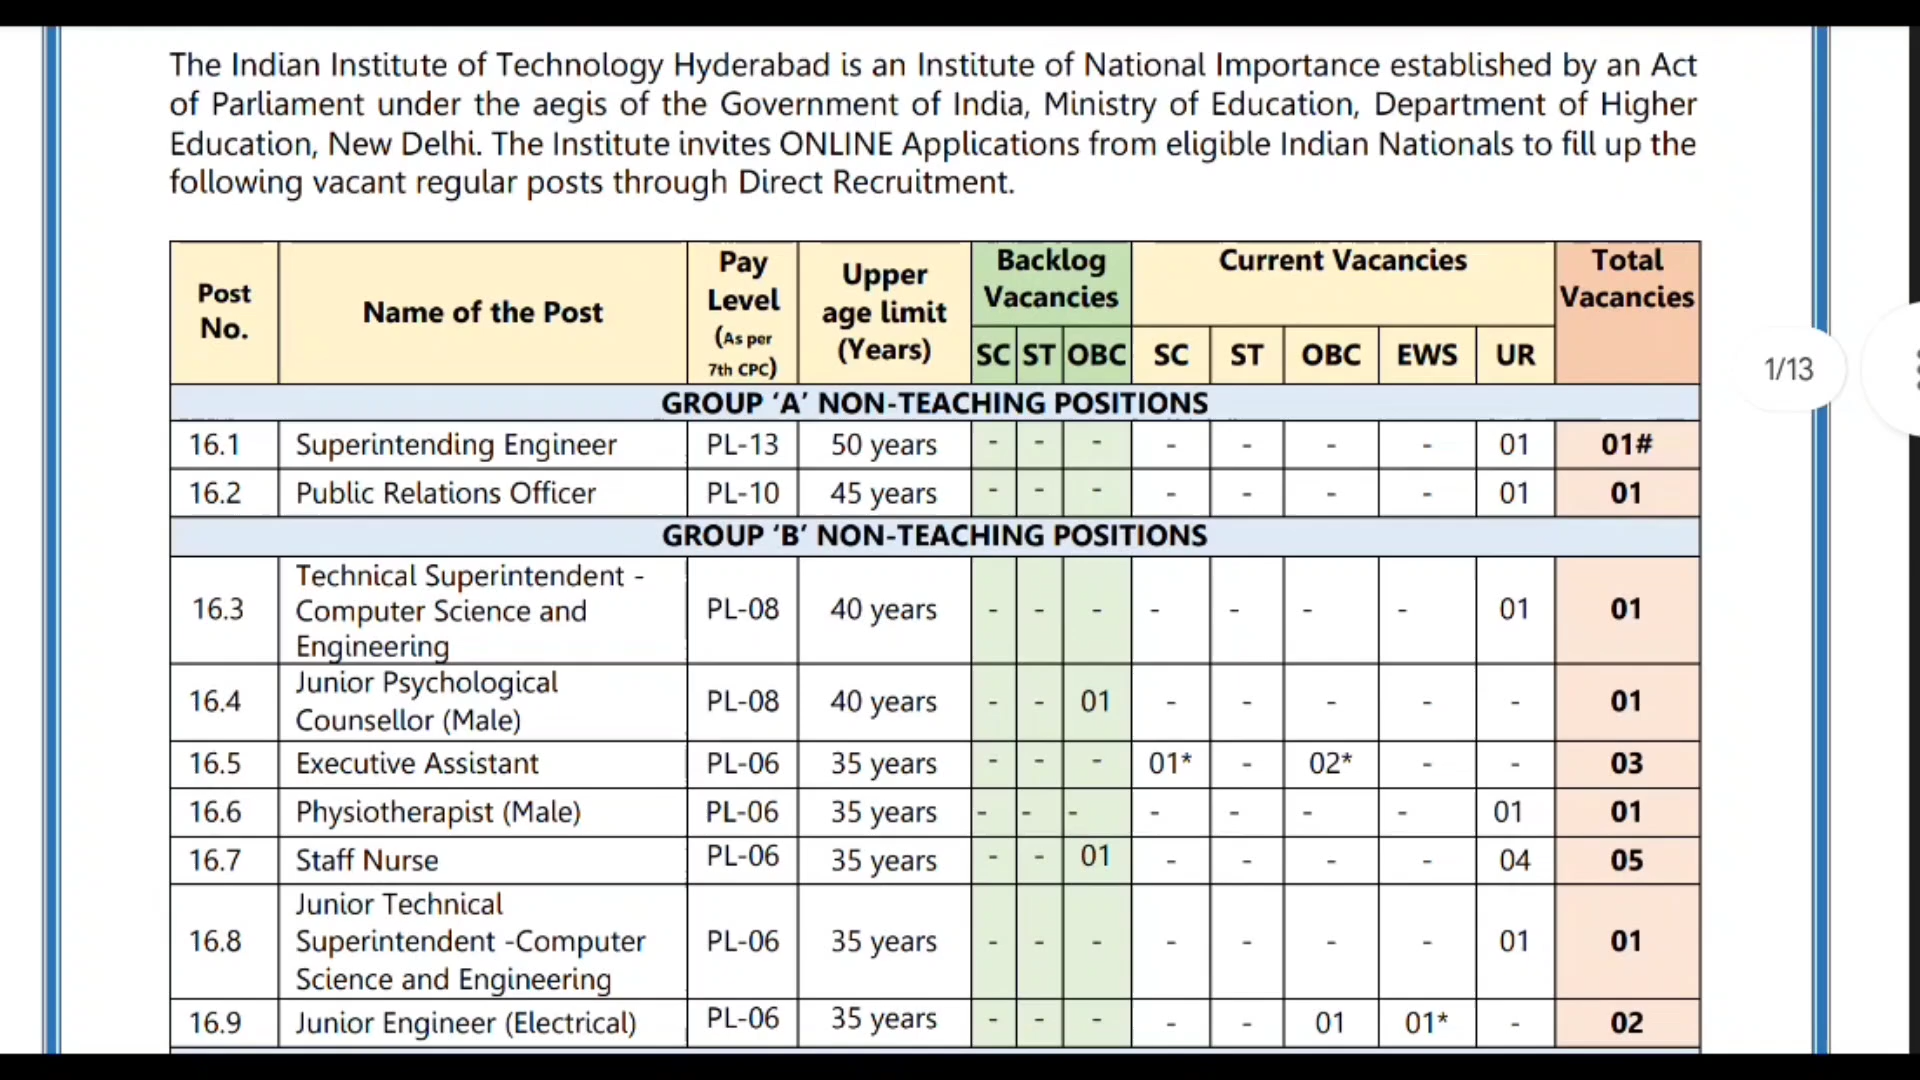 The Indian Institute of Technology Hyderabad is an Institute of National Importance established by an Act
of Parliament under the aegis of the Government of India, Ministry of Education, Department of Higher
Education, New Delhi. The Institute invites ONLINE Applications from eligible Indian Nationals to fill up the
following vacant regular posts through Direct Recruitment.
Post No. | Name of the Post | Pay Level (As per 7th CPC) | Upper age limit (Years) | Backlog Vacancies | Current Vacancies | Total Vacancies
SC | ST | OBC | SC | ST | OBC | EWS | UR
1/13
GROUP ‘A’ NON-TEACHING POSITIONS
16.1 | Superintending Engineer | PL-13 | 50 years | - | - | - | - | - | - | - | 01 | 01#
16.2 | Public Relations Officer | PL-10 | 45 years | - | - | - | - | - | - | - | 01 | 01
GROUP ‘B’ NON-TEACHING POSITIONS
16.3 | Technical Superintendent - Computer Science and Engineering | PL-08 | 40 years | - | - | - | - | - | - | - | 01 | 01
16.4 | Junior Psychological Counsellor (Male) | PL-08 | 40 years | - | - | 01 | - | - | - | - | - | 01
16.5 | Executive Assistant | PL-06 | 35 years | - | - | - | 01* | - | 02* | - | - | 03
16.6 | Physiotherapist (Male) | PL-06 | 35 years | - | - | - | - | - | - | - | 01 | 01
16.7 | Staff Nurse | PL-06 | 35 years | - | - | 01 | - | - | - | - | 04 | 05
16.8 | Junior Technical Superintendent -Computer Science and Engineering | PL-06 | 35 years | - | - | - | - | - | - | - | 01 | 01
16.9 | Junior Engineer (Electrical) | PL-06 | 35 years | - | - | - | - | - | 01 | 01* | - | 02